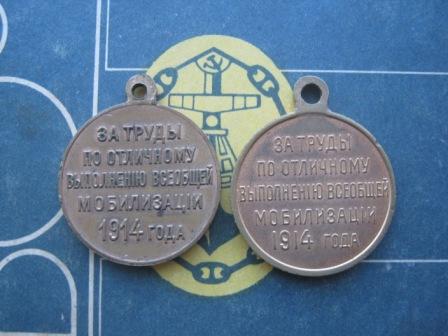 ЗА ТРУДЫ
ПО ОТЛИЧНОМУ
ВЫПОЛНЕНІЮ ВСЕОБЩЕЙ
МОБИЛИЗАЦІИ
1914 ГОДА
ЗА ТРУДЫ
ПО ОТЛИЧНОМУ
ВЫПОЛНЕНІЮ ВСЕОБЩЕЙ
МОБИЛИЗАЦІИ
1914 ГОДА